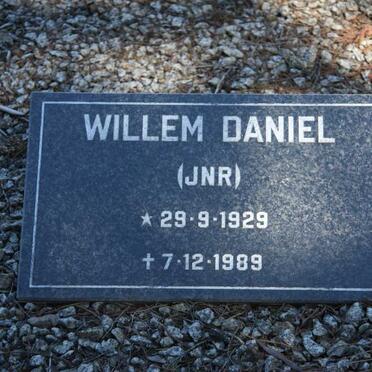 WILLEM DANIEL
(JNR)
★ 29·9·1929
✝ 7·12·1989